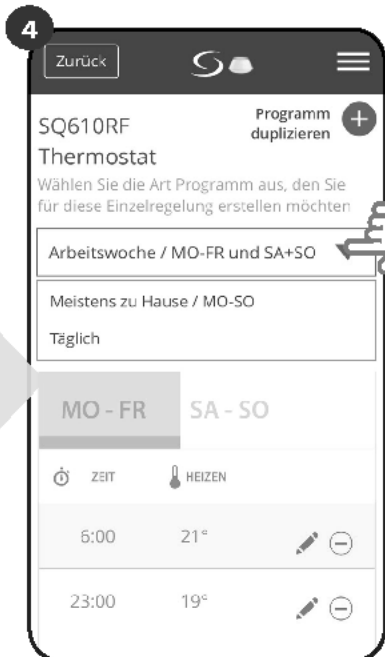 4
Zurück
SQ610RF
Thermostat
Programm
duplizieren
Wählen Sie die Art Programm aus, den Sie
für diese Einzelregelung erstellen möchten
Arbeitswoche / MO-FR und SA+SO
Meistens zu Hause / MO-SO
Täglich
MO - FR SA - SO
ZEIT HEIZEN
6:00 21°
23:00 19°